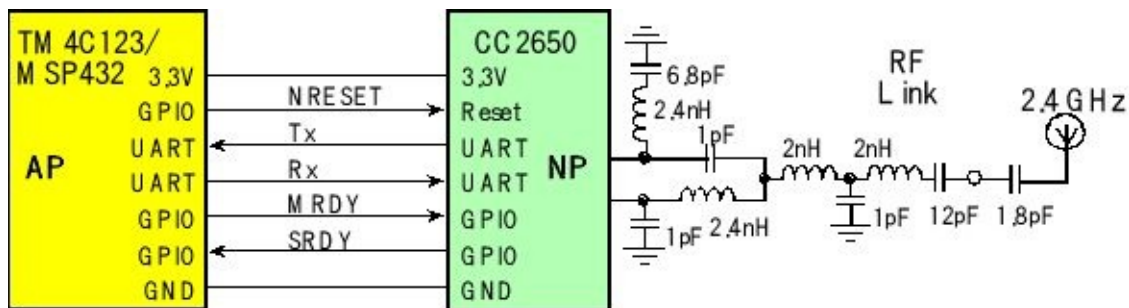 TM 4C123/
MSP432
AP
3.3V
GPIO
UART
UART
GPIO
GPIO
GND
NRESET
Tx
Rx
MRDY
SRDY
CC2650
NP
3.3V
Reset
UART
UART
GPIO
GPIO
GND
6.8pF
2.4nH
1pF
1pF
2.4nH
2nH
2nH
1pF
12pF
1.8pF
RF
Link
2.4GHz